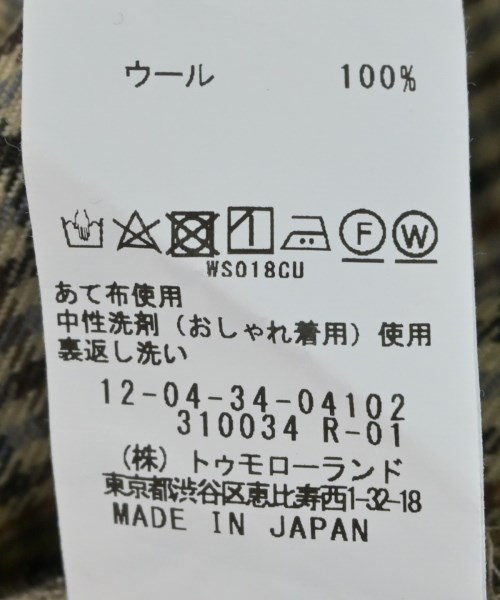 ウール 100%
F W
WS018CU
あて布使用
中性洗剤（おしゃれ着用）使用
裏返し洗い
12-04-34-04102
310034 R-01
（株）トゥモローランド
東京都渋谷区恵比寿西1-32-18
MADE IN JAPAN